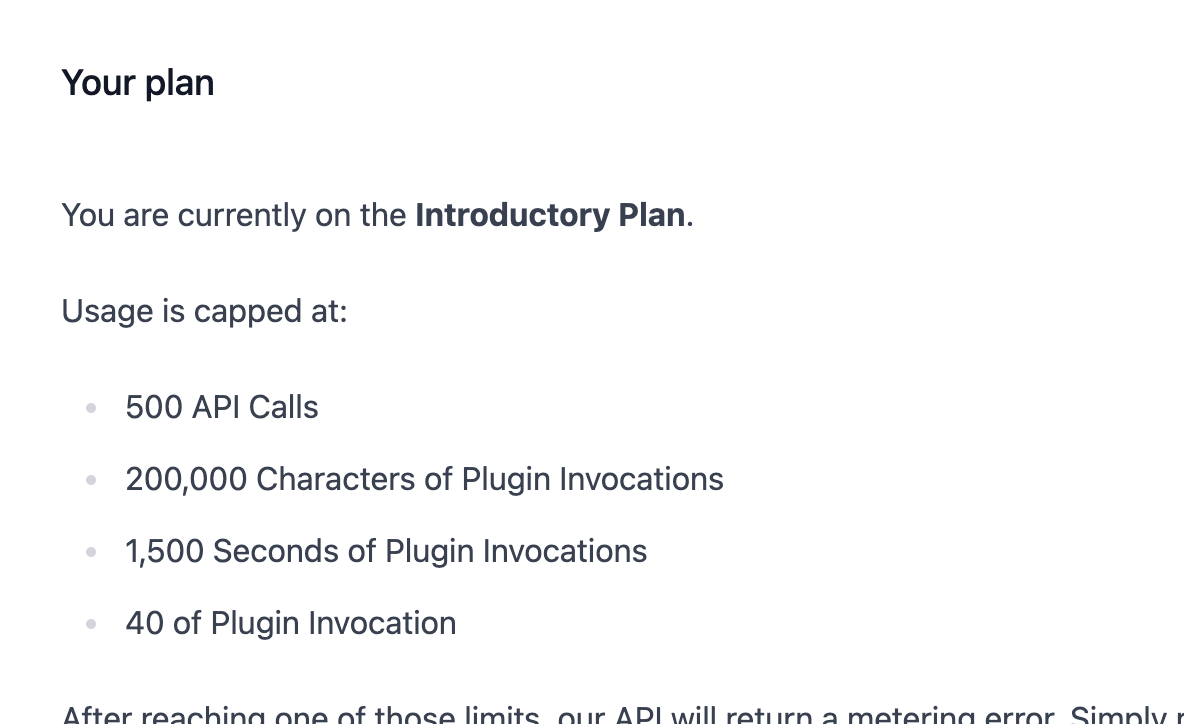 Your plan
You are currently on the Introductory Plan.
Usage is capped at:
500 API Calls
200,000 Characters of Plugin Invocations
1,500 Seconds of Plugin Invocations
40 of Plugin Invocation
After reaching one of those limits, our API will return a metering error. Simply